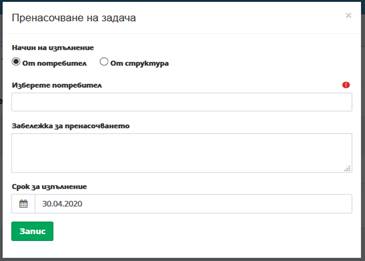 Пренасочване на задача
×
Начин на изпълнение
От потребител От структура
Изберете потребител
Забележка за пренасочването
Срок за изпълнение
30.04.2020
Запис